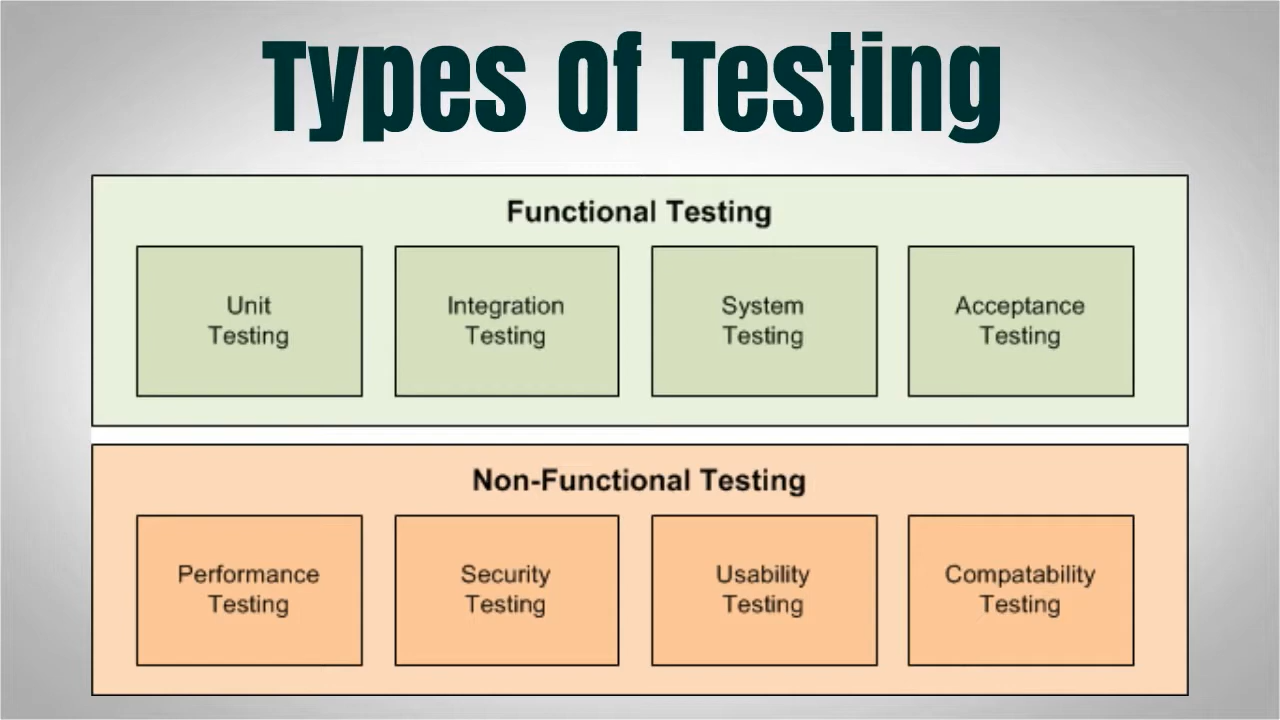 Types Of Testing
Functional Testing
Unit
Testing
Integration
Testing
System
Testing
Acceptance
Testing
Non-Functional Testing
Performance
Testing
Security
Testing
Usability
Testing
Compatability
Testing